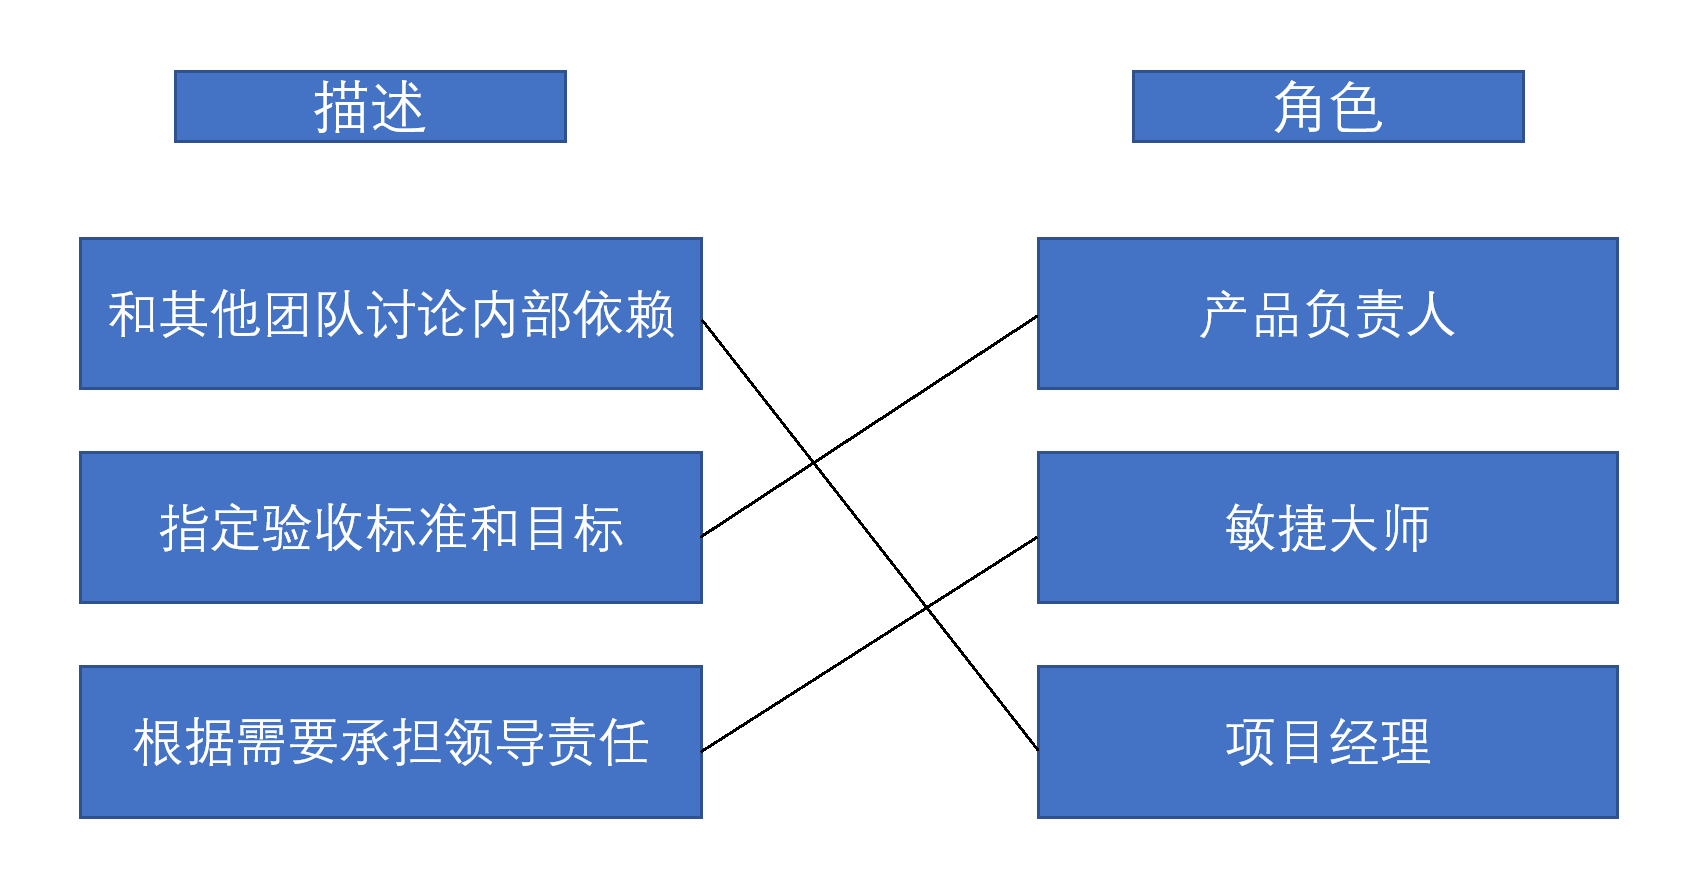 描述
角色
和其他团队讨论内部依赖
产品负责人
指定验收标准和目标
敏捷大师
根据需要承担领导责任
项目经理